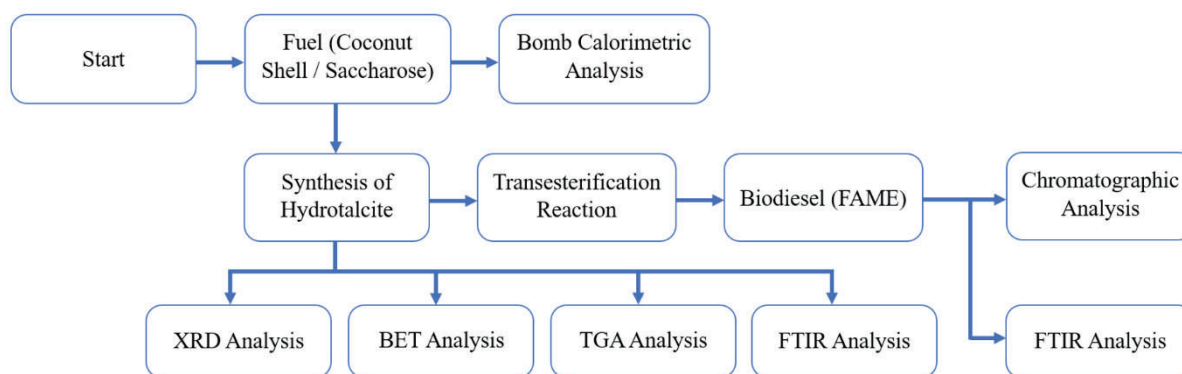 Start
Fuel (Coconut
Shell / Saccharose)
Bomb Calorimetric
Analysis
Synthesis of
Hydrotalcite
Transesterification
Reaction
Biodiesel (FAME)
Chromatographic
Analysis
XRD Analysis
BET Analysis
TGA Analysis
FTIR Analysis
FTIR Analysis